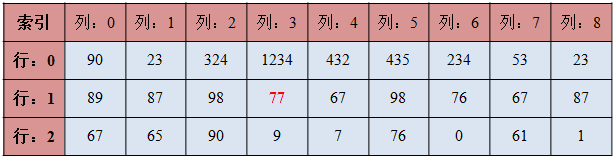 索引 列：0 列：1 列：2 列：3 列：4 列：5 列：6 列：7 列：8
行：0 90 23 324 1234 432 435 234 53 23
行：1 89 87 98 77 67 98 76 67 87
行：2 67 65 90 9 7 76 0 61 1